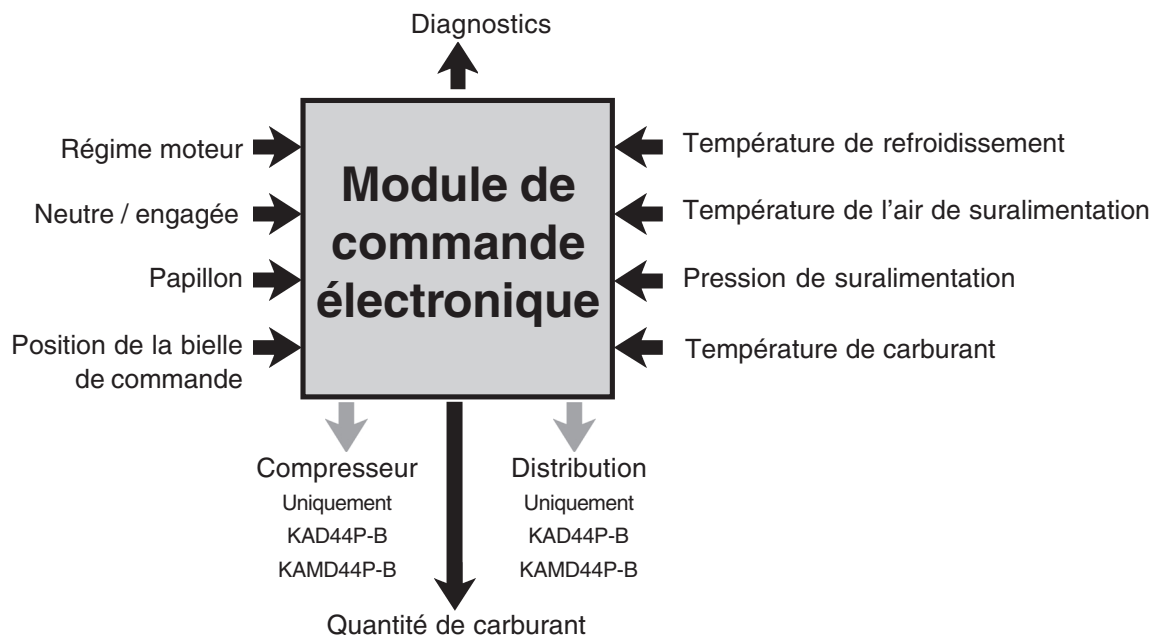 Diagnostics
Régime moteur
Neutre / engagée
Papillon
Position de la bielle
de commande
Module de
commande
électronique
Température de refroidissement
Température de l'air de suralimentation
Pression de suralimentation
Température de carburant
Compresseur
Uniquement
KAD44P-B
KAMD44P-B
Distribution
Uniquement
KAD44P-B
KAMD44P-B
Quantité de carburant